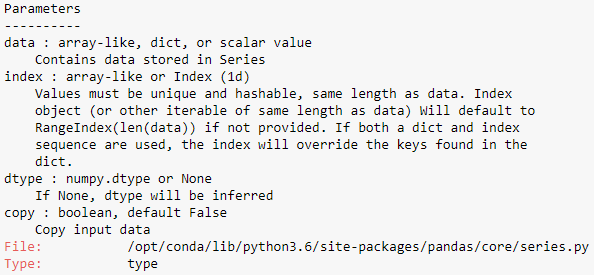 Parameters
----------
data : array-like, dict, or scalar value
    Contains data stored in Series
index : array-like or Index (1d)
    Values must be unique and hashable, same length as data. Index
    object (or other iterable of same length as data) Will default to
    RangeIndex(len(data)) if not provided. If both a dict and index
    sequence are used, the index will override the keys found in the
    dict.
dtype : numpy.dtype or None
    If None, dtype will be inferred
copy : boolean, default False
    Copy input data
File:           /opt/conda/lib/python3.6/site-packages/pandas/core/series.py
Type:           type